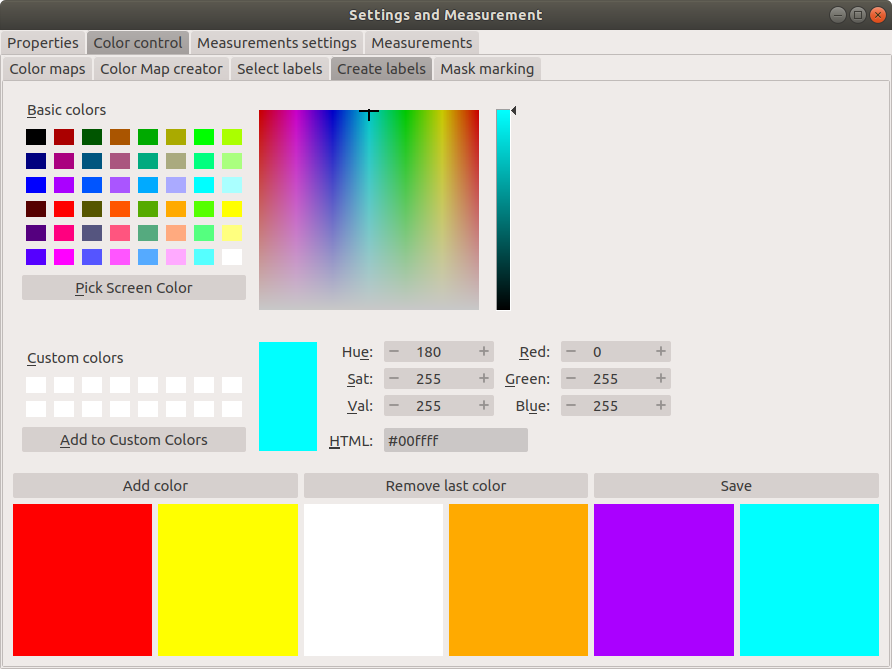 Settings and Measurement
Properties Color control Measurements settings Measurements
Color maps Color Map creator Select labels Create labels Mask marking
Basic colors
Pick Screen Color
Custom colors
Add to Custom Colors
Hue: − 180 + Red: − 0 +
Sat: − 255 + Green: − 255 +
Val: − 255 + Blue: − 255 +
HTML: #00ffff
Add color Remove last color Save